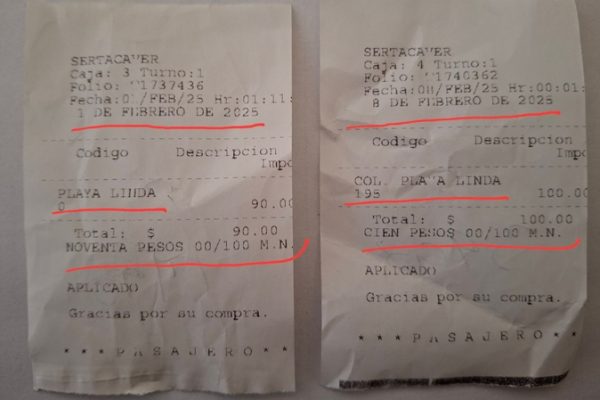 SERTACAVER
Caja: 3 Turno:1
Folio: 1737436
Fecha:01/FEB/25 Hr:01:11:
1 DE FEBRERO DE 2025
Codigo Descripcion
Impo
PLAYA LINDA
0 90.00
Total: $ 90.00
NOVENTA PESOS 00/100 M.N.
APLICADO
Gracias por su compra.
* * * P A S A J E R O * *
SERTACAVER
Caja: 4 Turno:1
Folio: 1740362
Fecha:08/FEB/25 Hr:00:01:
8 DE FEBRERO DE 2025
Codigo Descripcion
Impo
COL. PLAYA LINDA
195 100.00
Total: $ 100.00
CIEN PESOS 00/100 M.N.
APLICADO
Gracias por su compra.
* * * P A S A J E R O * *